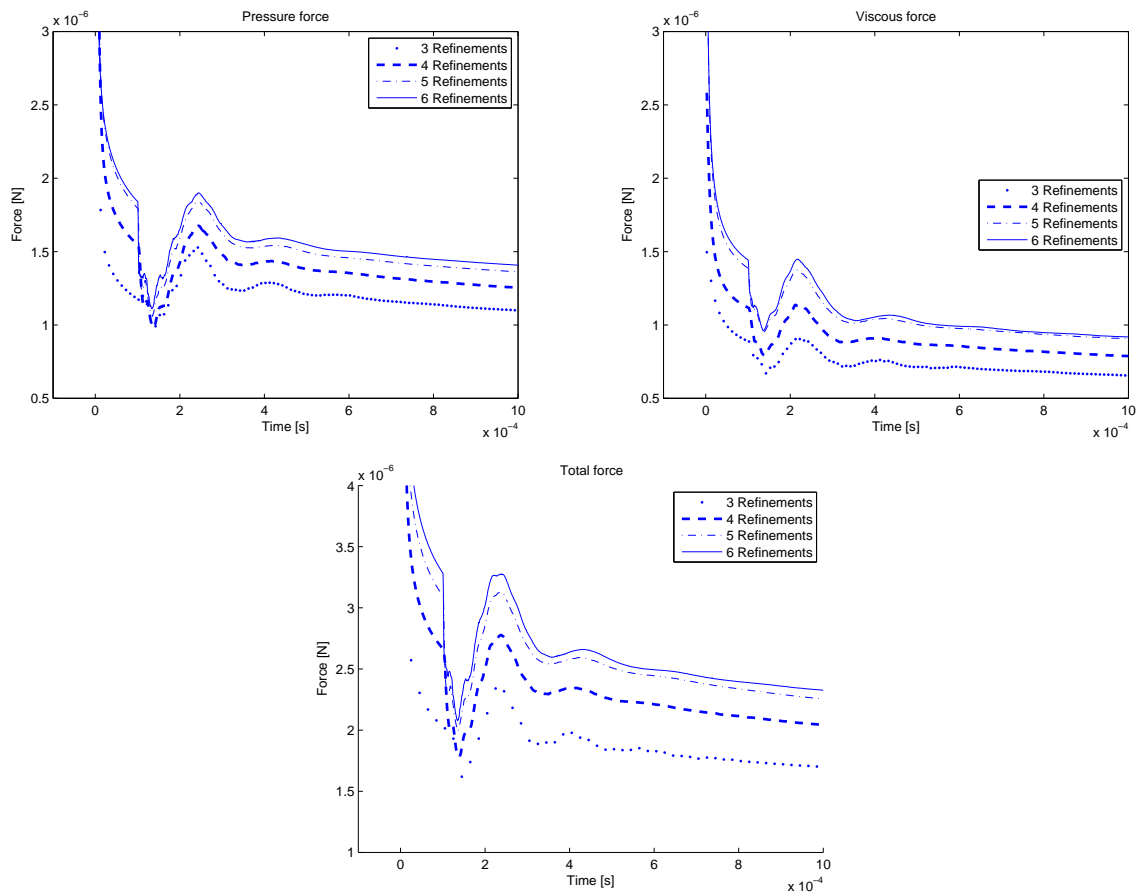 Pressure force
x 10⁻⁶
3
2.5
2
1.5
1
0.5
0 2 4 6 8 10
x 10⁻⁴
Time [s]
Force [N]
3 Refinements
4 Refinements
5 Refinements
6 Refinements
Viscous force
x 10⁻⁶
3
2.5
2
1.5
1
0.5
0 2 4 6 8 10
x 10⁻⁴
Time [s]
Force [N]
3 Refinements
4 Refinements
5 Refinements
6 Refinements
Total force
x 10⁻⁶
4
3.5
3
2.5
2
1.5
1
0 2 4 6 8 10
x 10⁻⁴
Time [s]
Force [N]
3 Refinements
4 Refinements
5 Refinements
6 Refinements